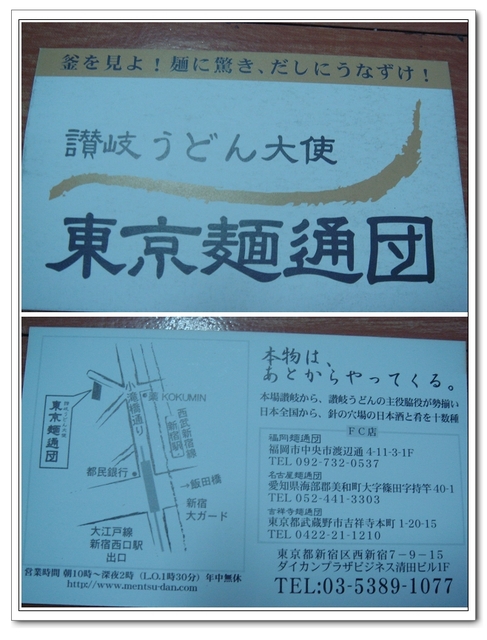 釜を見よ！麺に驚き、だしにうなずけ！
讃岐うどん大使
東京麺通団
本物は、
あとからやってくる。
本場讃岐から、讃岐うどんの主役脇役が勢揃い
日本全国から、針の穴場の日本酒と肴を十数種
FC店
福岡麺通団
福岡市中央市渡辺通 4-11-3-1F
TEL 092-732-0537
名古屋麺通団
愛知県海部郡美和町大字篠田字持竿 40-1
TEL 052-441-3303
吉祥寺麺通団
東京都武蔵野市吉祥寺本町 1-20-15
TEL 0422-21-1210
東京都新宿区西新宿7－9－15
ダイカンプラザビジネス清田ビル1F
TEL:03-5389-1077
小滝橋通り
薬 KOKUMIN
西武新宿線
新宿駅
讃岐うどん大使
東京麺通団
都民銀行
→飯田橋
新宿
大ガード
大江戸線
新宿西口駅
出口
営業時間 朝10時～深夜2時（L.O.1時30分）年中無休
http://www.mentsu-dan.com